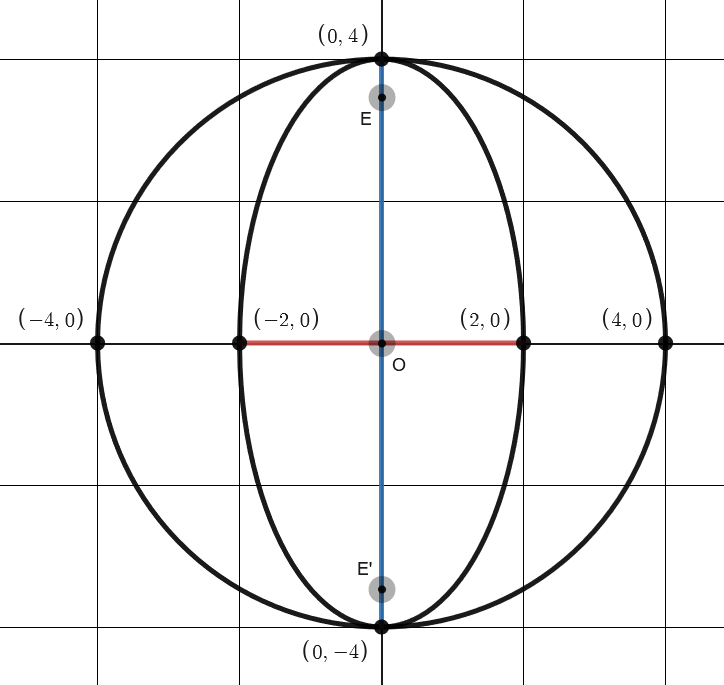 (0, 4)
E
(−4, 0)
(−2, 0)
(2, 0)
(4, 0)
O
E'
(0, −4)